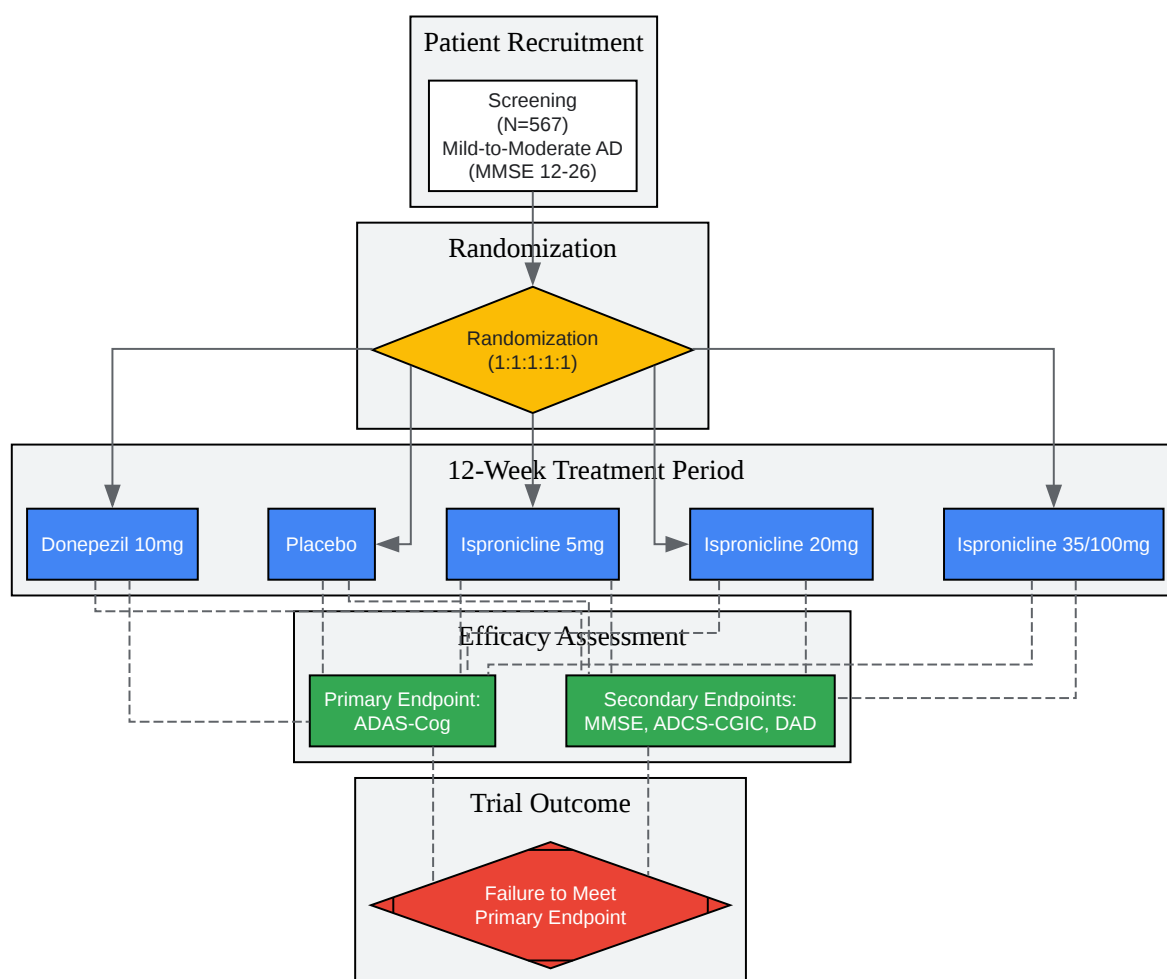 Patient Recruitment
Screening
(N=567)
Mild-to-Moderate AD
(MMSE 12-26)
Randomization
Randomization
(1:1:1:1:1)
12-Week Treatment Period
Donepezil 10mg
Placebo
Ispronicline 5mg
Ispronicline 20mg
Ispronicline 35/100mg
Efficacy Assessment
Primary Endpoint:
ADAS-Cog
Secondary Endpoints:
MMSE, ADCS-CGIC, DAD
Trial Outcome
Failure to Meet
Primary Endpoint